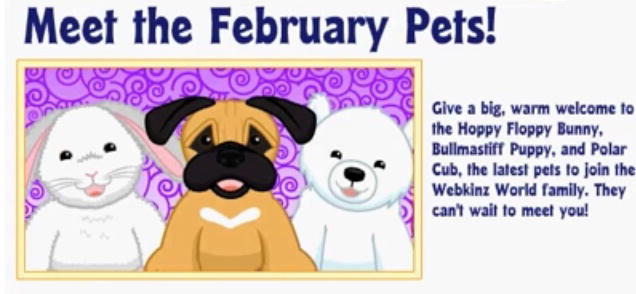 Meet the February Pets!
Give a big, warm welcome to
the Hoppy Floppy Bunny,
Bullmastiff Puppy, and Polar
Cub, the latest pets to join the
Webkinz World family. They
can't wait to meet you!